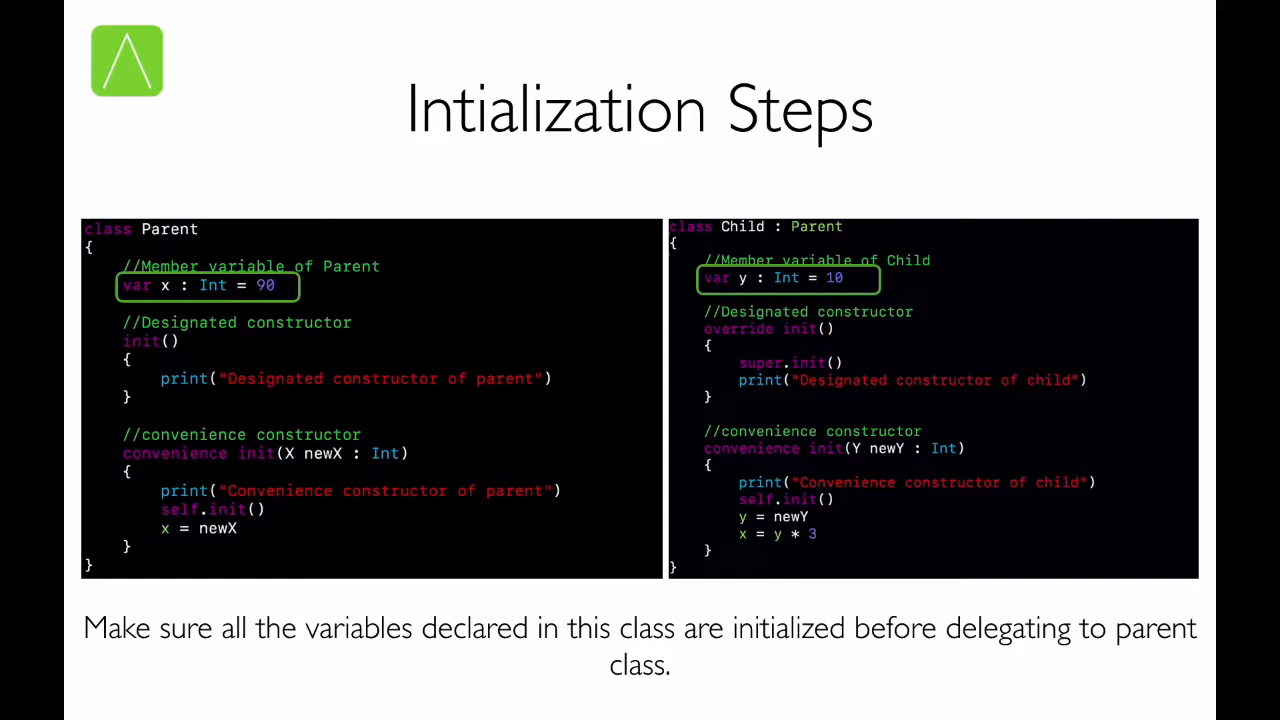 Intialization Steps
class Parent
{
//Member variable of Parent
var x : Int = 90
//Designated constructor
init()
{
print("Designated constructor of parent")
}
//convenience constructor
convenience init(X newX : Int)
{
print("Convenience constructor of parent")
self.init()
x = newX
}
}
class Child : Parent
{
//Member variable of Child
var y : Int = 10
//Designated constructor
override init()
{
super.init()
print("Designated constructor of child")
}
//convenience constructor
convenience init(Y newY : Int)
{
print("Convenience constructor of child")
self.init()
y = newY
x = y * 3
}
}
Make sure all the variables declared in this class are initialized before delegating to parent
class.